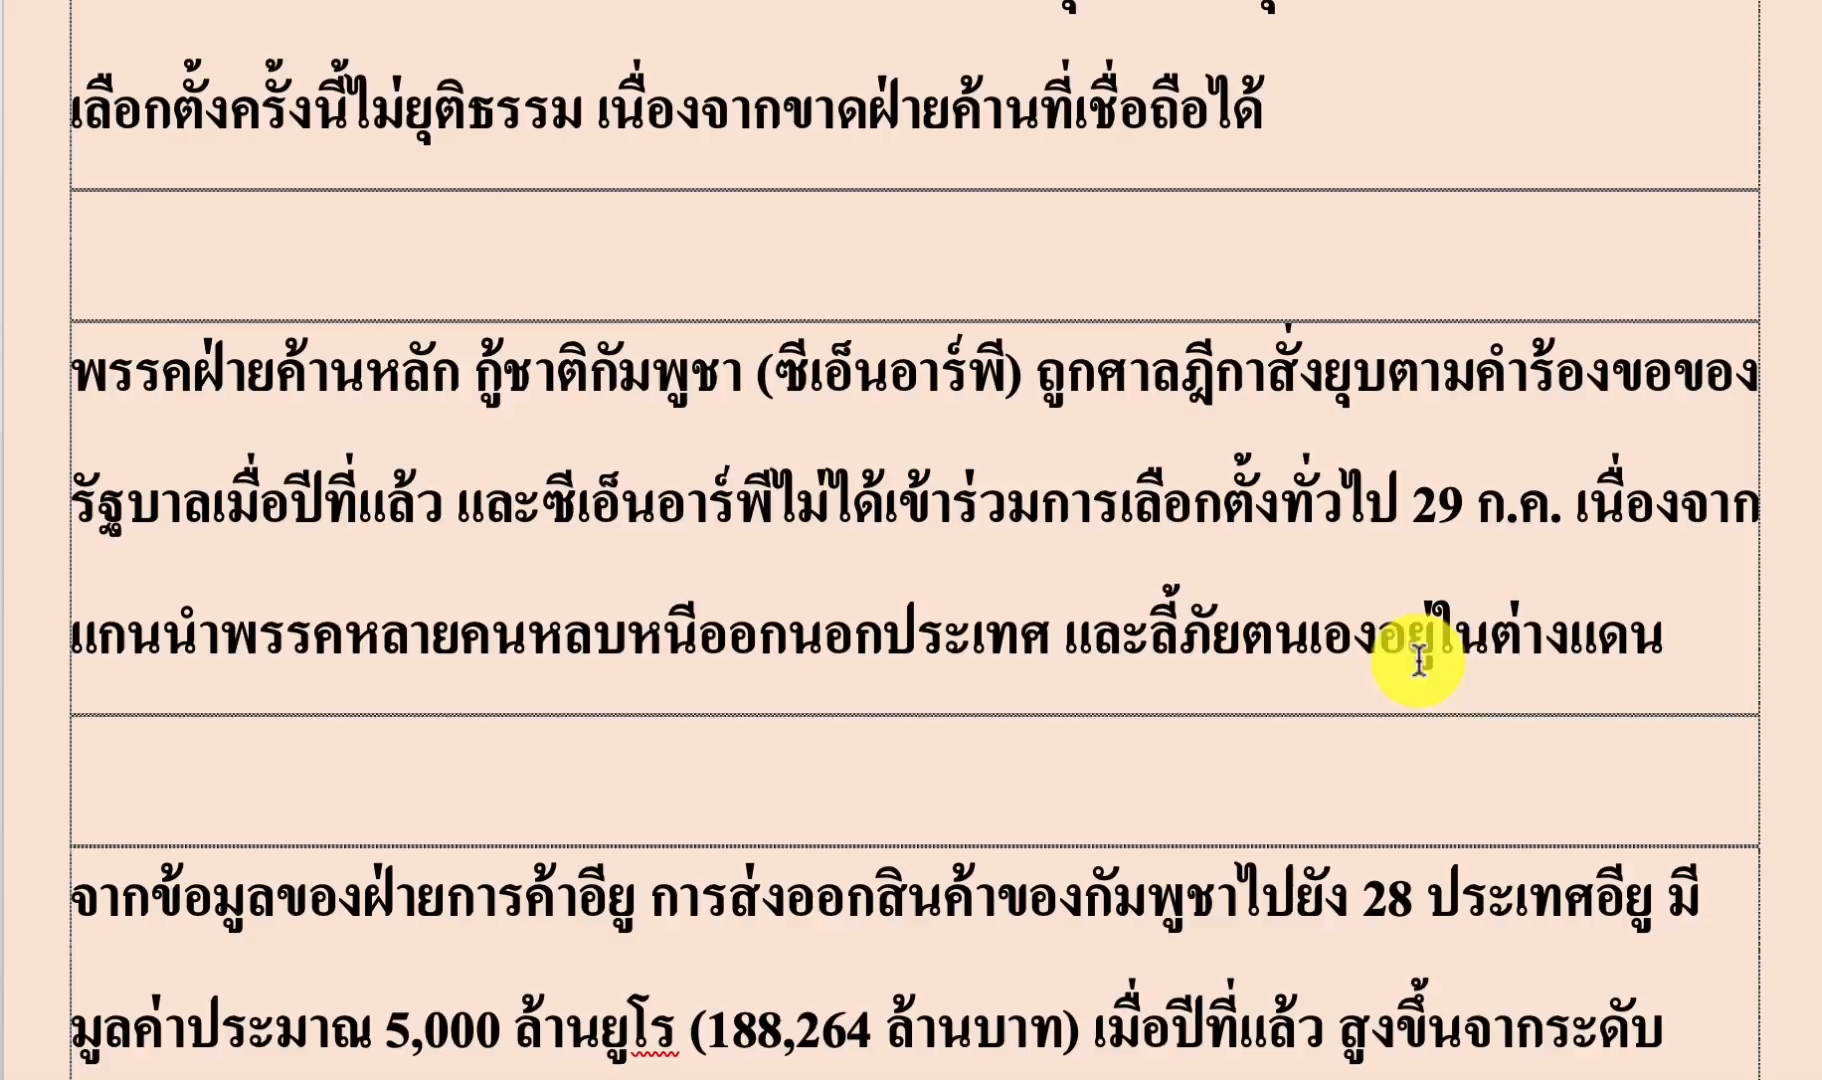 เลือกตั้งครั้งนี้ไม่ยุติธรรม เนื่องจากขาดฝ่ายค้านที่เชื่อถือได้
พรรคฝ่ายค้านหลัก กู้ชาติกัมพูชา (ซีเอ็นอาร์พี) ถูกศาลฎีกาสั่งยุบตามคำร้องขอของ
รัฐบาลเมื่อปีที่แล้ว และซีเอ็นอาร์พีไม่ได้เข้าร่วมการเลือกตั้งทั่วไป 29 ก.ค. เนื่องจาก
แกนนำพรรคหลายคนหลบหนีออกนอกประเทศ และลี้ภัยตนเองอยู่ในต่างแดน
จากข้อมูลของฝ่ายการค้าอียู การส่งออกสินค้าของกัมพูชาไปยัง 28 ประเทศอียู มี
มูลค่าประมาณ 5,000 ล้านยูโร (188,264 ล้านบาท) เมื่อปีที่แล้ว สูงขึ้นจากระดับ